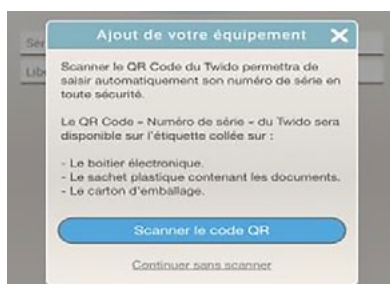 Ajout de votre équipement
Scanner le QR Code du Twido permettra de
saisir automatiquement son numéro de série en
toute sécurité.
Le QR Code « Numéro de série » du Twido sera
disponible sur l'étiquette collée sur :
- Le boitier électronique.
- Le sachet plastique contenant les documents.
- Le carton d'emballage.
Scanner le code QR
Continuer sans scanner